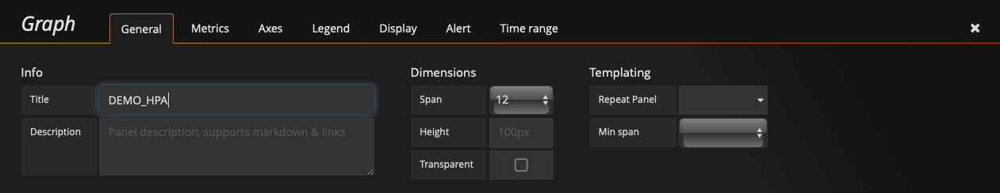 Graph
General
Metrics
Axes
Legend
Display
Alert
Time range
Info
Title
DEMO_HPA
Description
Panel description, supports markdown & links
Dimensions
Span
12
Height
100px
Transparent
Templating
Repeat Panel
Min span